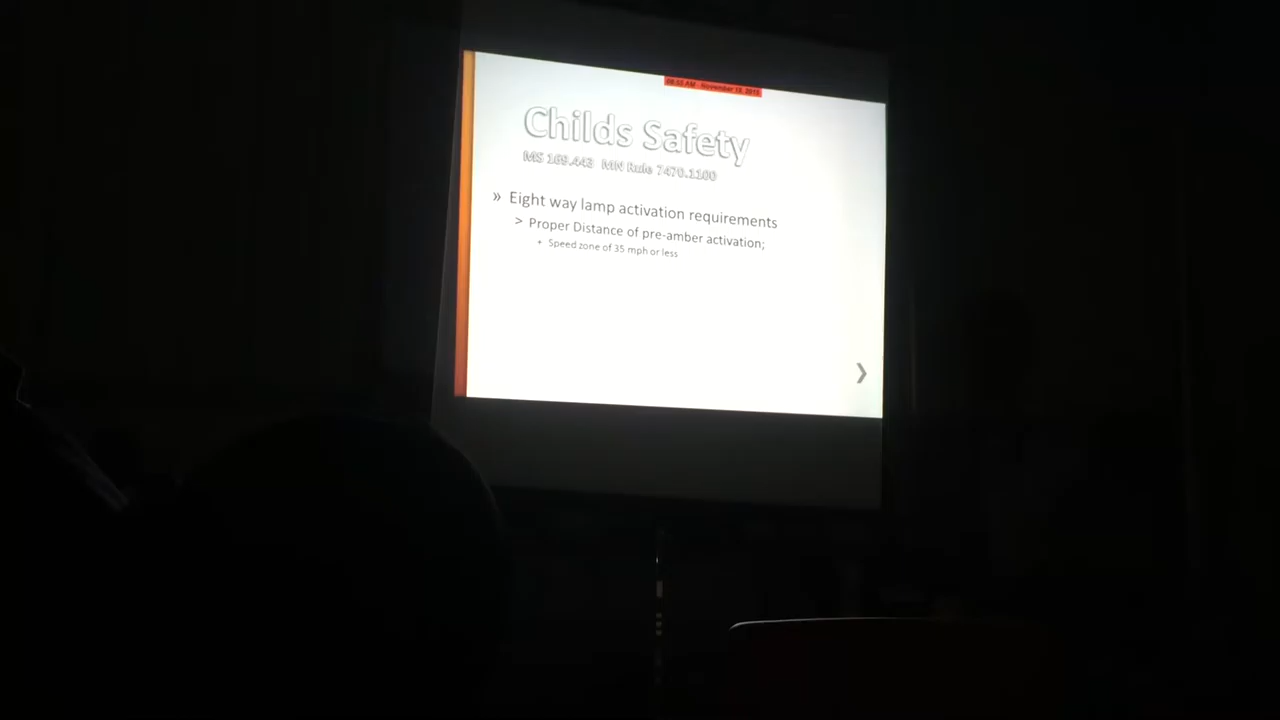 Childs Safety
MS 169.443 MN Rule 7470.1100
» Eight way lamp activation requirements
> Proper Distance of pre-amber activation;
• Speed zone of 35 mph or less